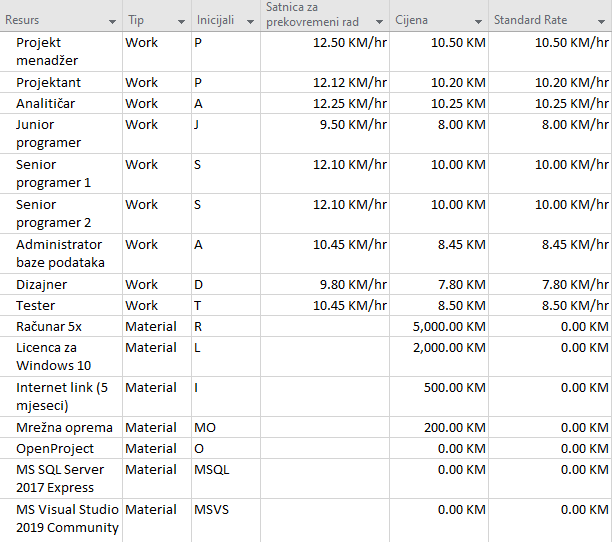 Resurs Tip Inicijali Satnica za prekovremeni rad Cijena Standard Rate
Projekt menadžer Work P 12.50 KM/hr 10.50 KM 10.50 KM/hr
Projektant Work P 12.12 KM/hr 10.20 KM 10.20 KM/hr
Analitičar Work A 12.25 KM/hr 10.25 KM 10.25 KM/hr
Junior programer Work J 9.50 KM/hr 8.00 KM 8.00 KM/hr
Senior programer 1 Work S 12.10 KM/hr 10.00 KM 10.00 KM/hr
Senior programer 2 Work S 12.10 KM/hr 10.00 KM 10.00 KM/hr
Administrator baze podataka Work A 10.45 KM/hr 8.45 KM 8.45 KM/hr
Dizajner Work D 9.80 KM/hr 7.80 KM 7.80 KM/hr
Tester Work T 10.45 KM/hr 8.50 KM 8.50 KM/hr
Računar 5x Material R 5,000.00 KM 0.00 KM
Licenca za Windows 10 Material L 2,000.00 KM 0.00 KM
Internet link (5 mjeseci) Material I 500.00 KM 0.00 KM
Mrežna oprema Material MO 200.00 KM 0.00 KM
OpenProject Material O 0.00 KM 0.00 KM
MS SQL Server 2017 Express Material MSQL 0.00 KM 0.00 KM
MS Visual Studio 2019 Community Material MSVS 0.00 KM 0.00 KM